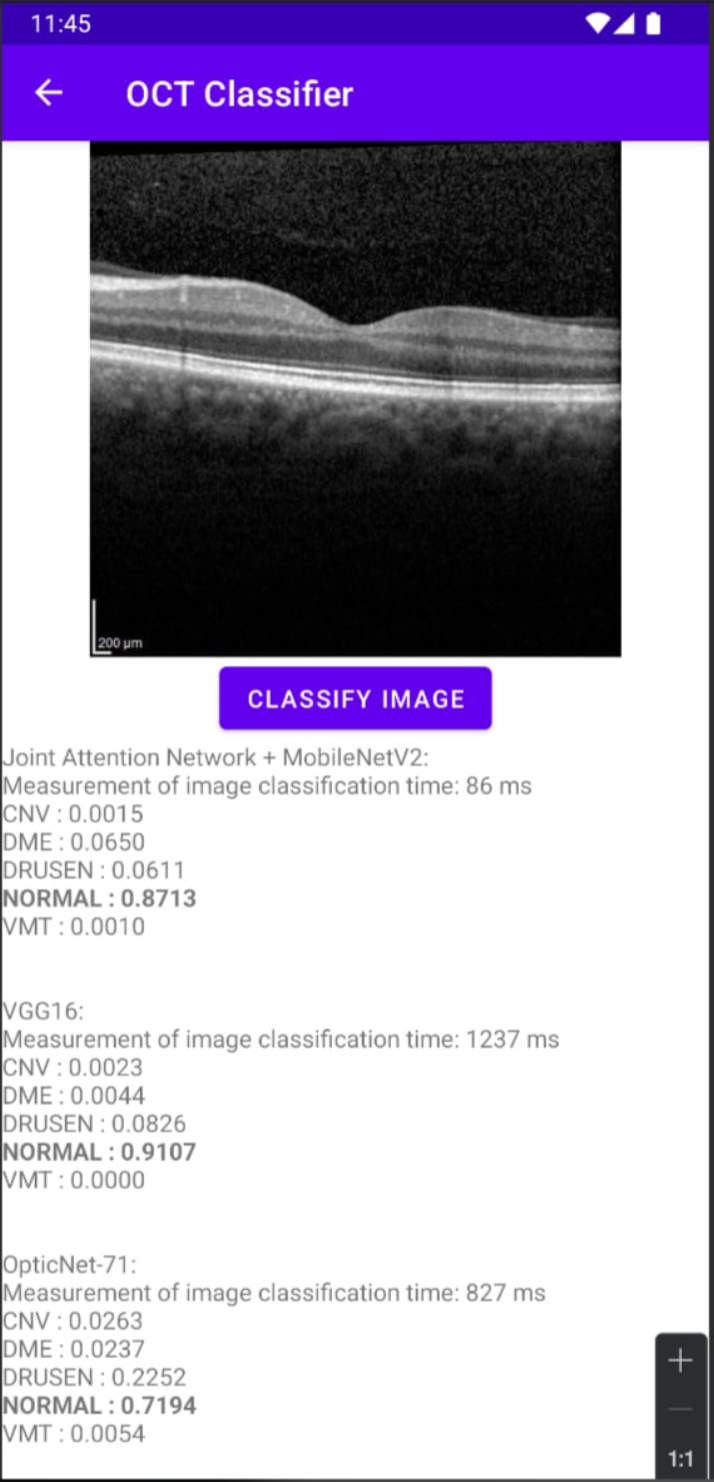 11:45
OCT Classifier
200 µm
CLASSIFY IMAGE
Joint Attention Network + MobileNetV2:
Measurement of image classification time: 86 ms
CNV : 0.0015
DME : 0.0650
DRUSEN : 0.0611
NORMAL : 0.8713
VMT : 0.0010
VGG16:
Measurement of image classification time: 1237 ms
CNV : 0.0023
DME : 0.0044
DRUSEN : 0.0826
NORMAL : 0.9107
VMT : 0.0000
OpticNet-71:
Measurement of image classification time: 827 ms
CNV : 0.0263
DME : 0.0237
DRUSEN : 0.2252
NORMAL : 0.7194
VMT : 0.0054
1:1